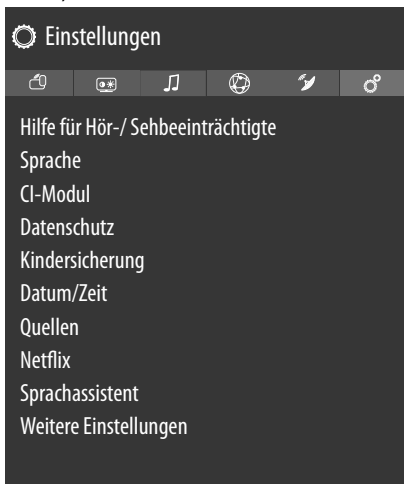 Einstellungen
Hilfe für Hör-/ Sehbeeinträchtigte
Sprache
CI-Modul
Datenschutz
Kindersicherung
Datum/Zeit
Quellen
Netflix
Sprachassistent
Weitere Einstellungen